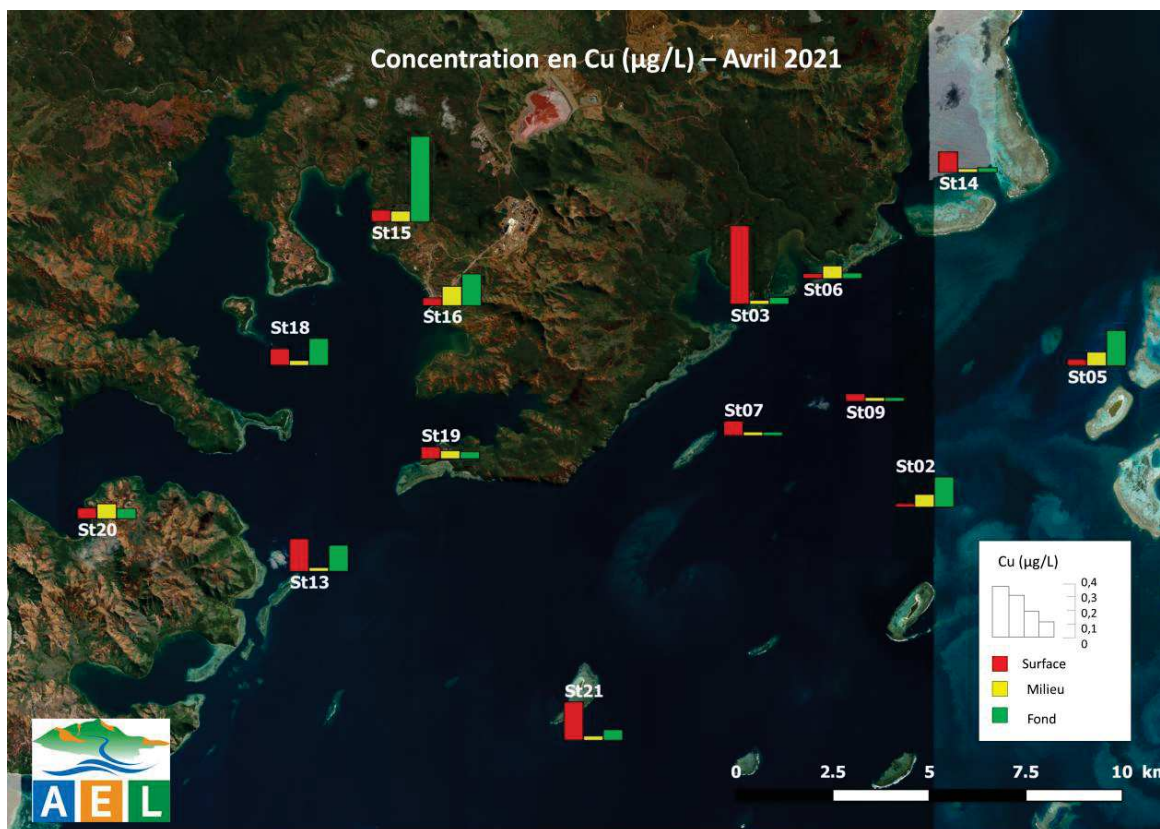 Concentration en Cu (µg/L) – Avril 2021
St14
St15
St06
St16
St03
St18
St05
St09
St07
St19
St02
St20
St13
Cu (µg/L)
0,4
0,3
0,2
0,1
0
Surface
Milieu
Fond
St21
0 2.5 5 7.5 10 km
AEL